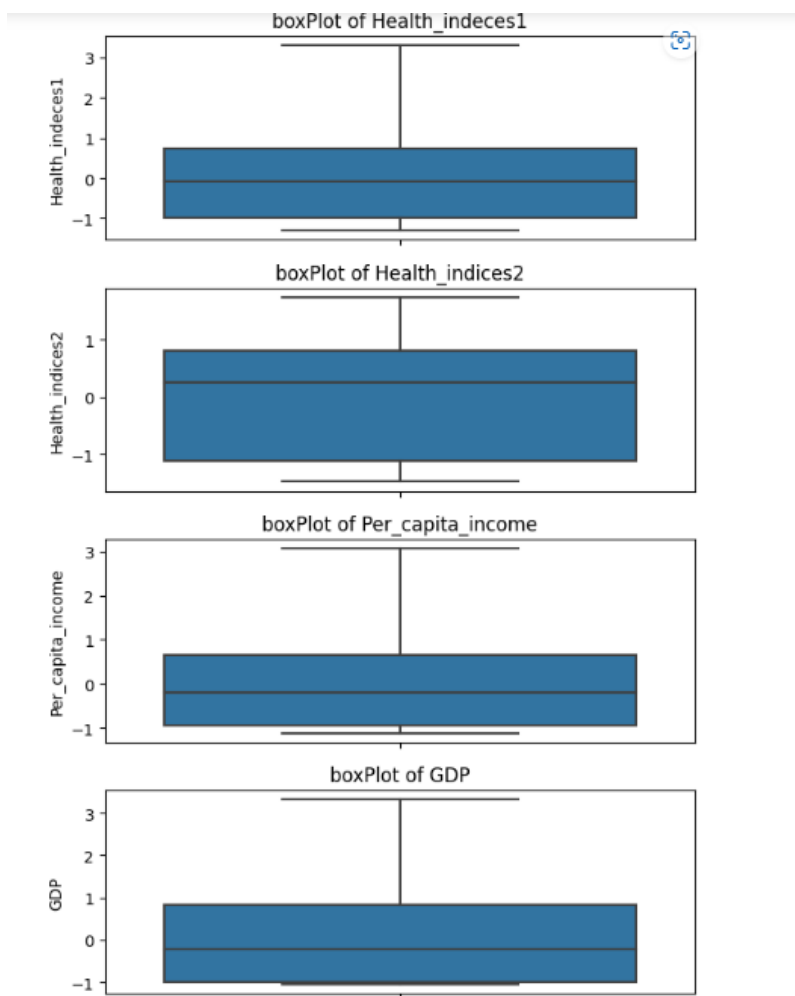 boxPlot of Health_indeces1
3
2
1
0
−1
Health_indeces1
boxPlot of Health_indices2
1
0
−1
Health_indices2
boxPlot of Per_capita_income
3
2
1
0
−1
Per_capita_income
boxPlot of GDP
3
2
1
0
−1
GDP